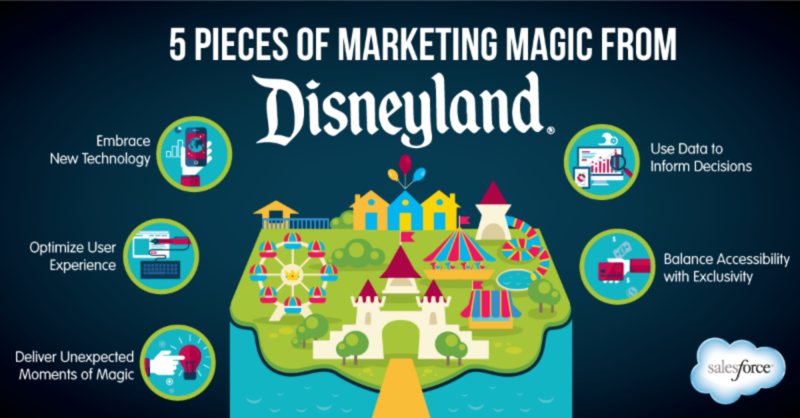 5 PIECES OF MARKETING MAGIC FROM
Disneyland®
Embrace
New Technology
Optimize User
Experience
Deliver Unexpected
Moments of Magic
Use Data to
Inform Decisions
Balance Accessibility
with Exclusivity
salesforce